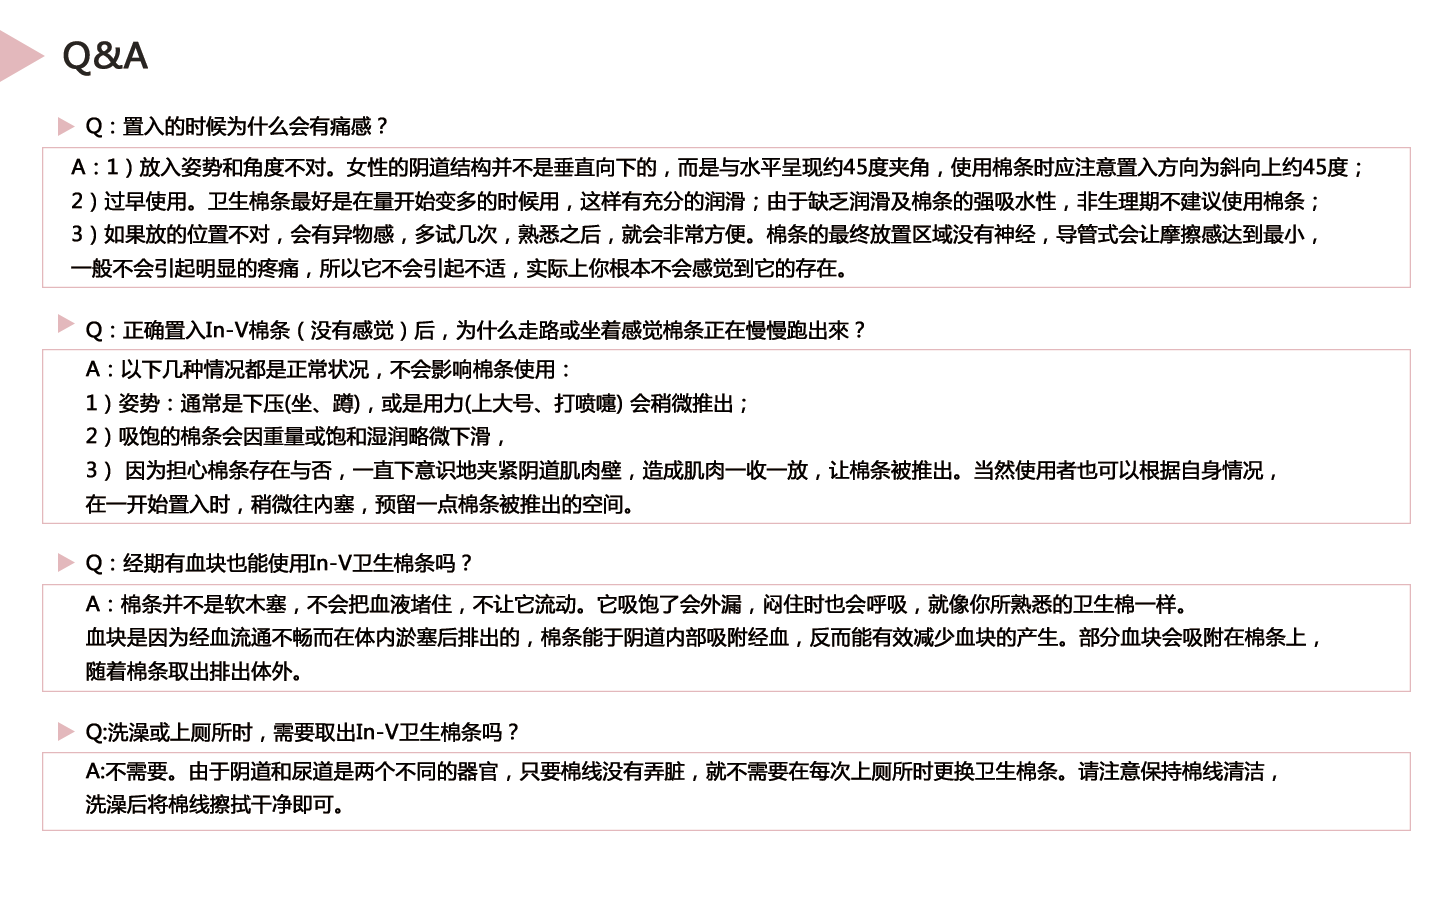 Q&A
Q：置入的时候为什么会有痛感？
A：1）放入姿势和角度不对。女性的阴道结构并不是垂直向下的，而是与水平呈现约45度夹角，使用棉条时应注意置入方向为斜向上约45度；
2）过早使用。卫生棉条最好是在量开始变多的时候用，这样有充分的润滑；由于缺乏润滑及棉条的强吸水性，非生理期不建议使用棉条；
3）如果放的位置不对，会有异物感，多试几次，熟悉之后，就会非常方便。棉条的最终放置区域没有神经，导管式会让摩擦感达到最小，
一般不会引起明显的疼痛，所以它不会引起不适，实际上你根本不会感觉到它的存在。
Q：正确置入In-V棉条（没有感觉）后，为什么走路或坐着感觉棉条正在慢慢跑出來？
A：以下几种情况都是正常状况，不会影响棉条使用：
1）姿势：通常是下压(坐、蹲)，或是用力(上大号、打喷嚏) 会稍微推出；
2）吸饱的棉条会因重量或饱和湿润略微下滑，
3） 因为担心棉条存在与否，一直下意识地夹紧阴道肌肉壁，造成肌肉一收一放，让棉条被推出。当然使用者也可以根据自身情况，
在一开始置入时，稍微往内塞，预留一点棉条被推出的空间。
Q：经期有血块也能使用In-V卫生棉条吗？
A：棉条并不是软木塞，不会把血液堵住，不让它流动。它吸饱了会外漏，闷住时也会呼吸，就像你所熟悉的卫生棉一样。
血块是因为经血流通不畅而在体内淤塞后排出的，棉条能于阴道内部吸附经血，反而能有效减少血块的产生。部分血块会吸附在棉条上，
随着棉条取出排出体外。
Q:洗澡或上厕所时，需要取出In-V卫生棉条吗？
A:不需要。由于阴道和尿道是两个不同的器官，只要棉线没有弄脏，就不需要在每次上厕所时更换卫生棉条。请注意保持棉线清洁，
洗澡后将棉线擦拭干净即可。